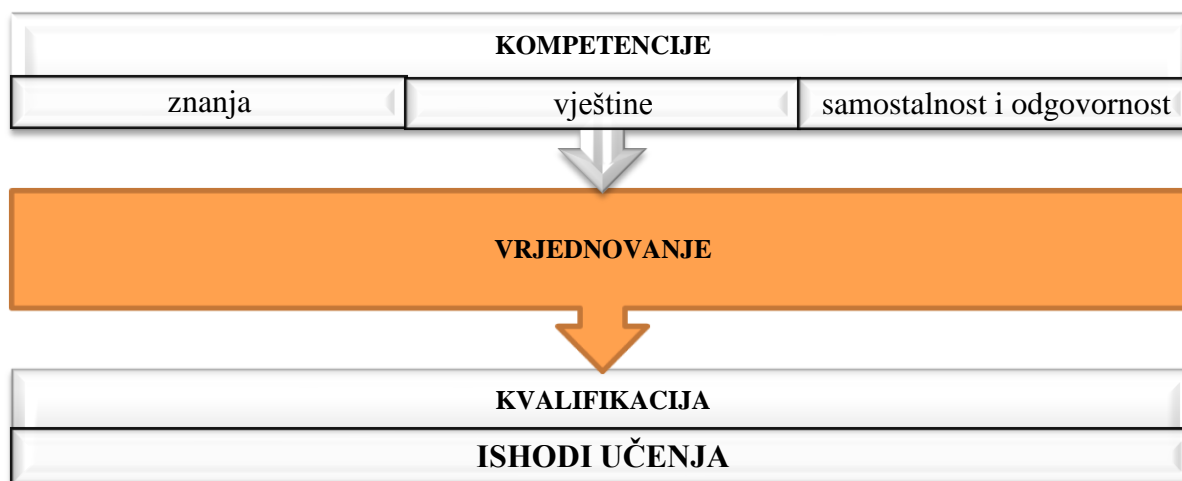 KOMPETENCIJE
znanja vještine samostalnost i odgovornost
VRJEDNOVANJE
KVALIFIKACIJA
ISHODI UČENJA